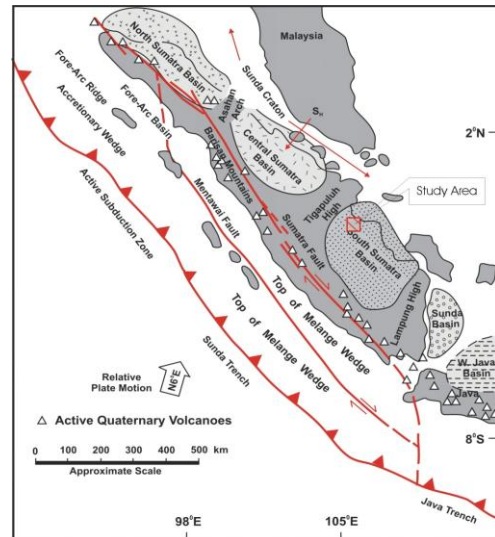 Malaysia
North Sumatra Basin
Sunda Craton
Asahan
Arch
S
H
Fore-Arc Ridge
Accretionary Wedge
Fore-Arc Basin
Barisan Mountains
Central Sumatra
Basin
2°N
Study Area
Active Subduction Zone
Mentawai Fault
Sumatra Fault
Tigapuluh
High
South Sumatra
Basin
Top of Melange Wedge
Top of Melange Wedge
Lampung High
Sunda
Basin
Sunda Trench
W. Java
Basin
Java
Relative
Plate Motion
N6°E
Active Quaternary Volcanoes
0 100 200 300 400 500 km
Approximate Scale
8°S
Java Trench
98°E
105°E